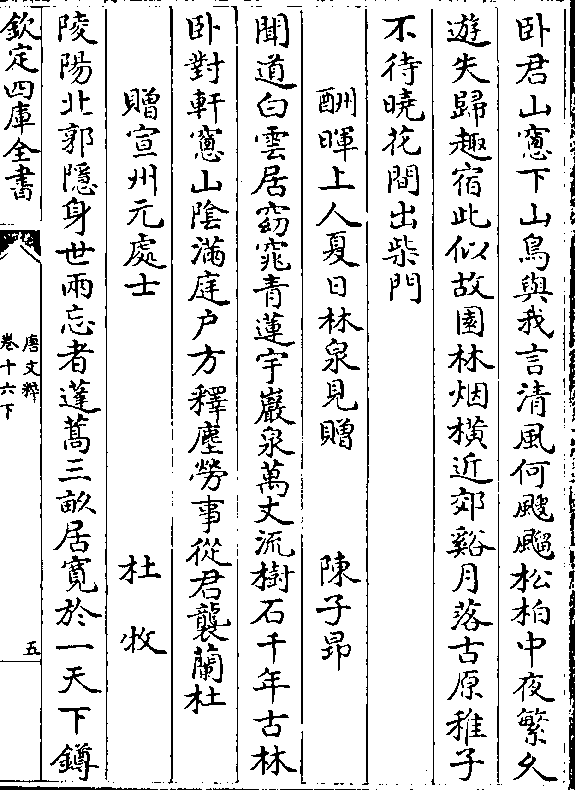 卧君山窻下山鳥與我言清風何颼飀松柏中夜繁久
遊失歸趣宿此似故園林烟橫近郊谿月落古原稚子
不待曉花間出柴門
酬暉上人夏日林泉見贈 陳子昂
聞道白雲居窈窕青蓮宇巖泉萬丈流樹石千年古林
卧對軒窻山陰滿庭户方釋塵勞事從君襲蘭杜
贈宣州元處士 杜牧
陵陽北郭隱身世兩忘者蓬蒿三畝居寛於一天下鐏
欽定四庫全書
唐文粹
卷十六下
五